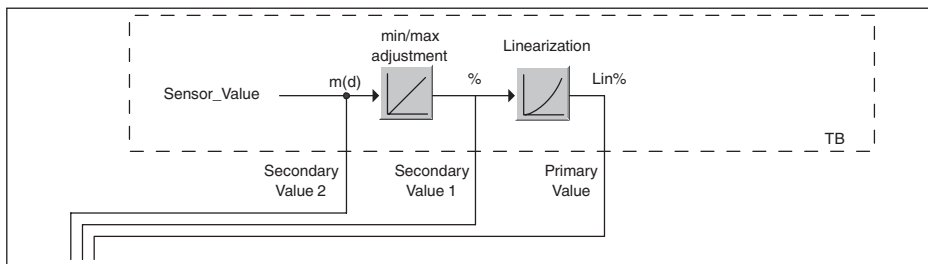 min/max
adjustment
Linearization
Sensor_Value
m(d)
%
Lin%
TB
Secondary
Value 2
Secondary
Value 1
Primary
Value